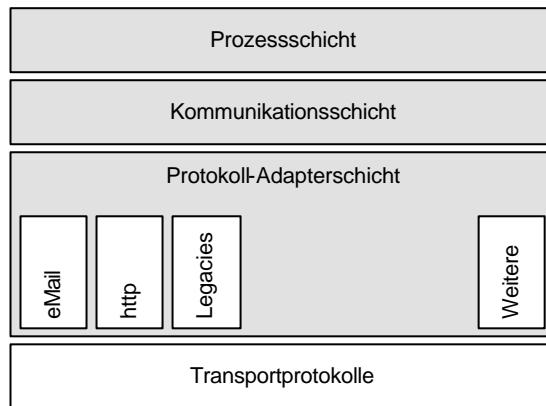 Prozessschicht
Kommunikationsschicht
Protokoll-Adapterschicht
eMail
http
Legacies
Weitere
Transportprotokolle